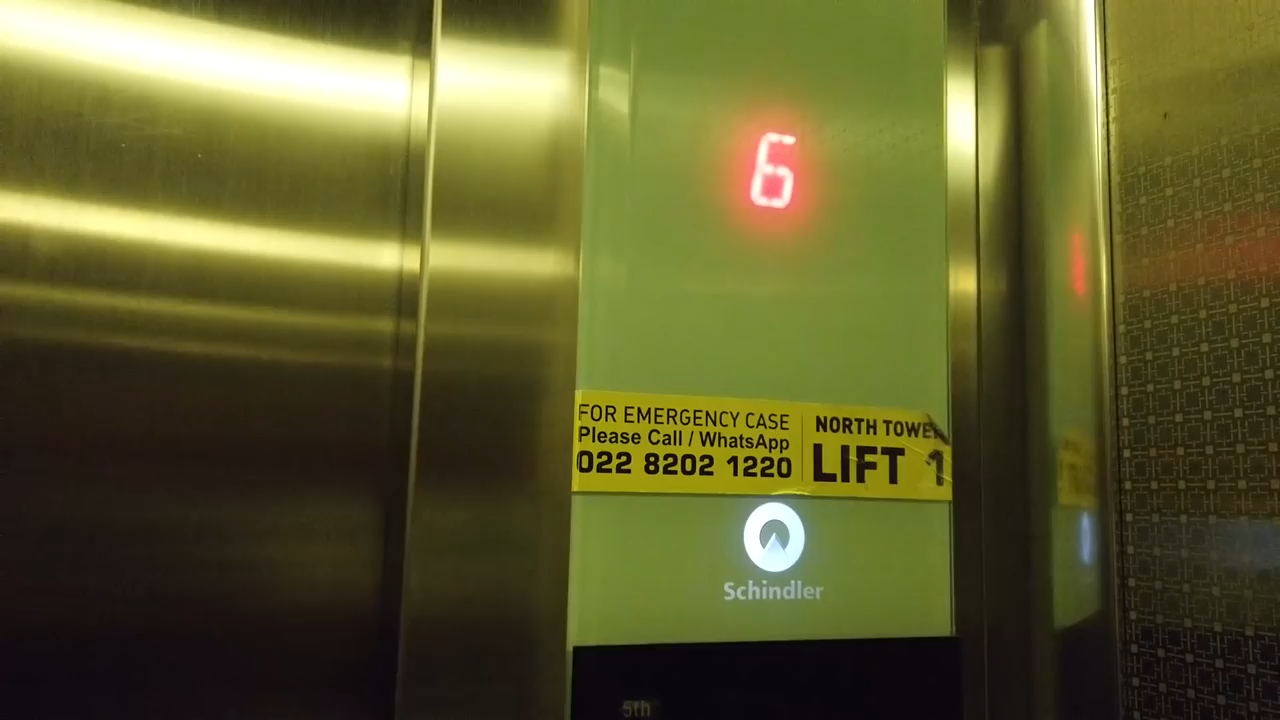 6
FOR EMERGENCY CASE
Please Call / WhatsApp
022 8202 1220
NORTH TOWER
LIFT 1
Schindler
5th